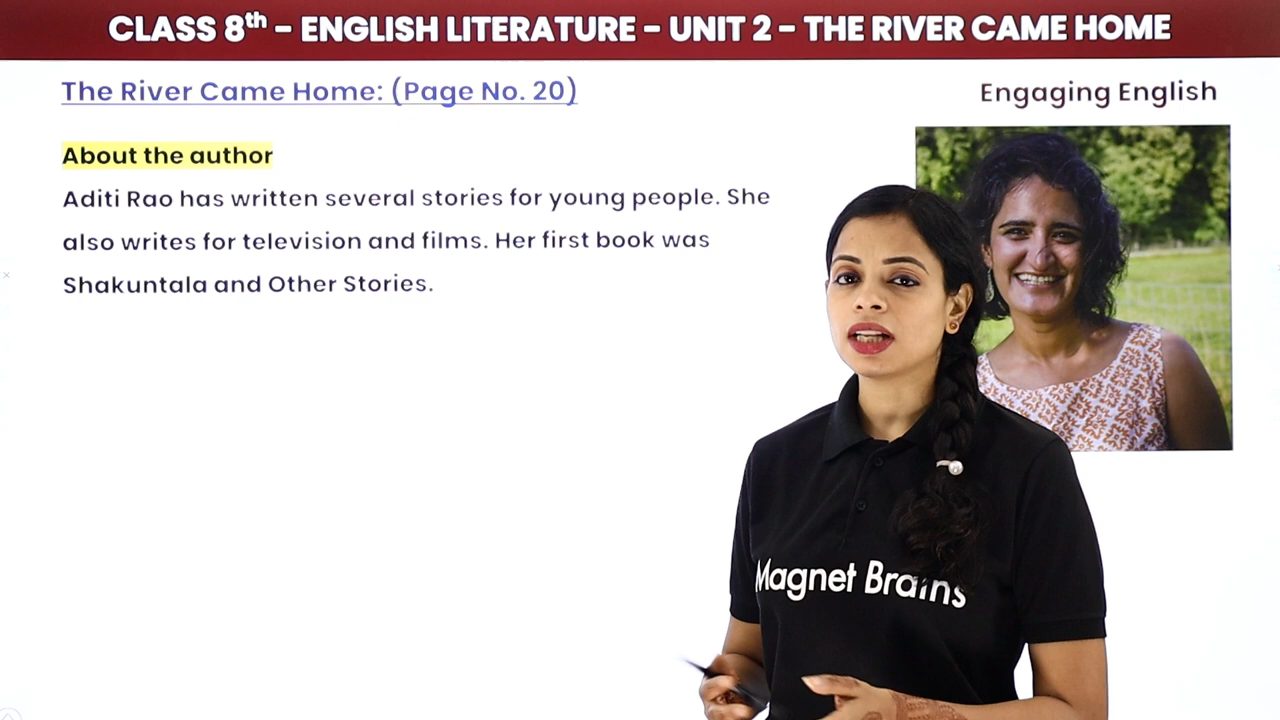 CLASS 8th - ENGLISH LITERATURE - UNIT 2 - THE RIVER CAME HOME
The River Came Home: (Page No. 20)
Engaging English
About the author
Aditi Rao has written several stories for young people. She
also writes for television and films. Her first book was
Shakuntala and Other Stories.
Magnet Brains